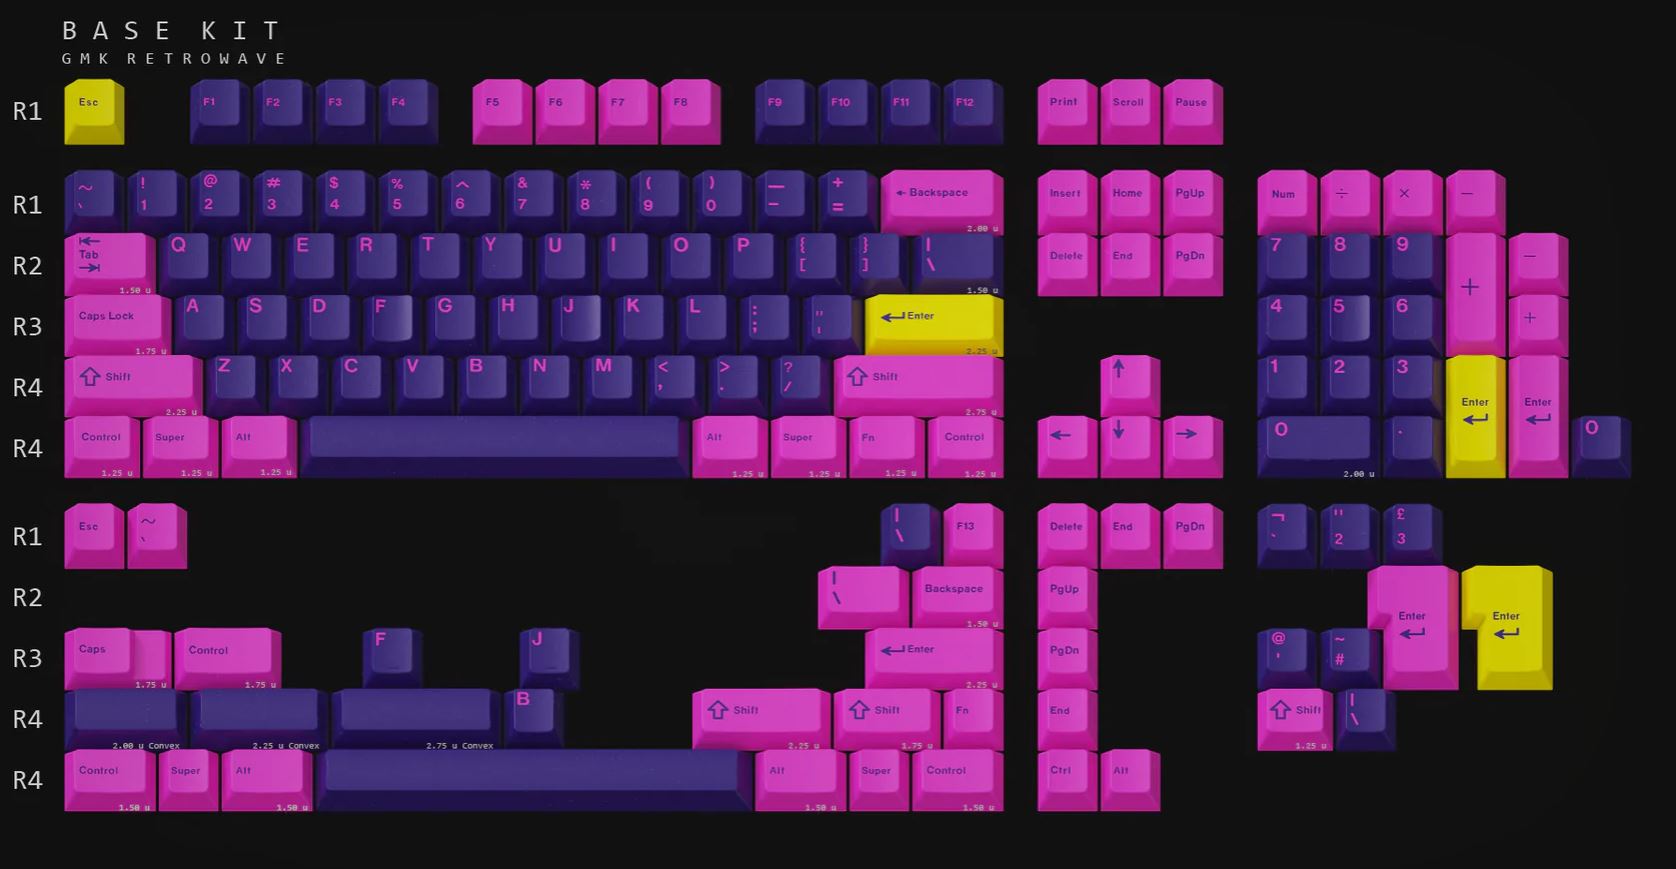 BASE KIT
GMK RETROWAVE
R1 Esc F1 F2 F3 F4 F5 F6 F7 F8 F9 F10 F11 F12 Print Scroll Pause
R1 ~ ` ! 1 @ 2 # 3 $ 4 % 5 ^ 6 & 7 * 8 ( 9 ) 0 — - + = ← Backspace 2.00 u Insert Home PgUp Num ÷ × −
R2 Tab 1.50 u Q W E R T Y U I O P { [ } ] | \ 1.50 u Delete End PgDn 7 8 9 + −
R3 Caps Lock 1.75 u A S D F G H J K L : ; " ' Enter 2.25 u 4 5 6 +
R4 Shift 2.25 u Z X C V B N M < , > . ? / Shift 2.75 u ↑ 1 2 3 Enter Enter
R4 Control 1.25 u Super 1.25 u Alt 1.25 u Alt 1.25 u Super 1.25 u Fn 1.25 u Control 1.25 u ← ↓ → 0 2.00 u . 0
R1 Esc ~ ` | \ F13 Delete End PgDn ¬ ` " 2 £ 3
R2 | \ Backspace 1.50 u PgUp Enter Enter
R3 Caps 1.75 u Control 1.75 u F J Enter 2.25 u PgDn @ ' ~ #
R4 2.00 u Convex 2.25 u Convex 2.75 u Convex B Shift 2.25 u Shift 1.75 u Fn End Shift 1.25 u | \
R4 Control 1.50 u Super Alt 1.50 u Alt 1.50 u Super Control 1.50 u Ctrl Alt